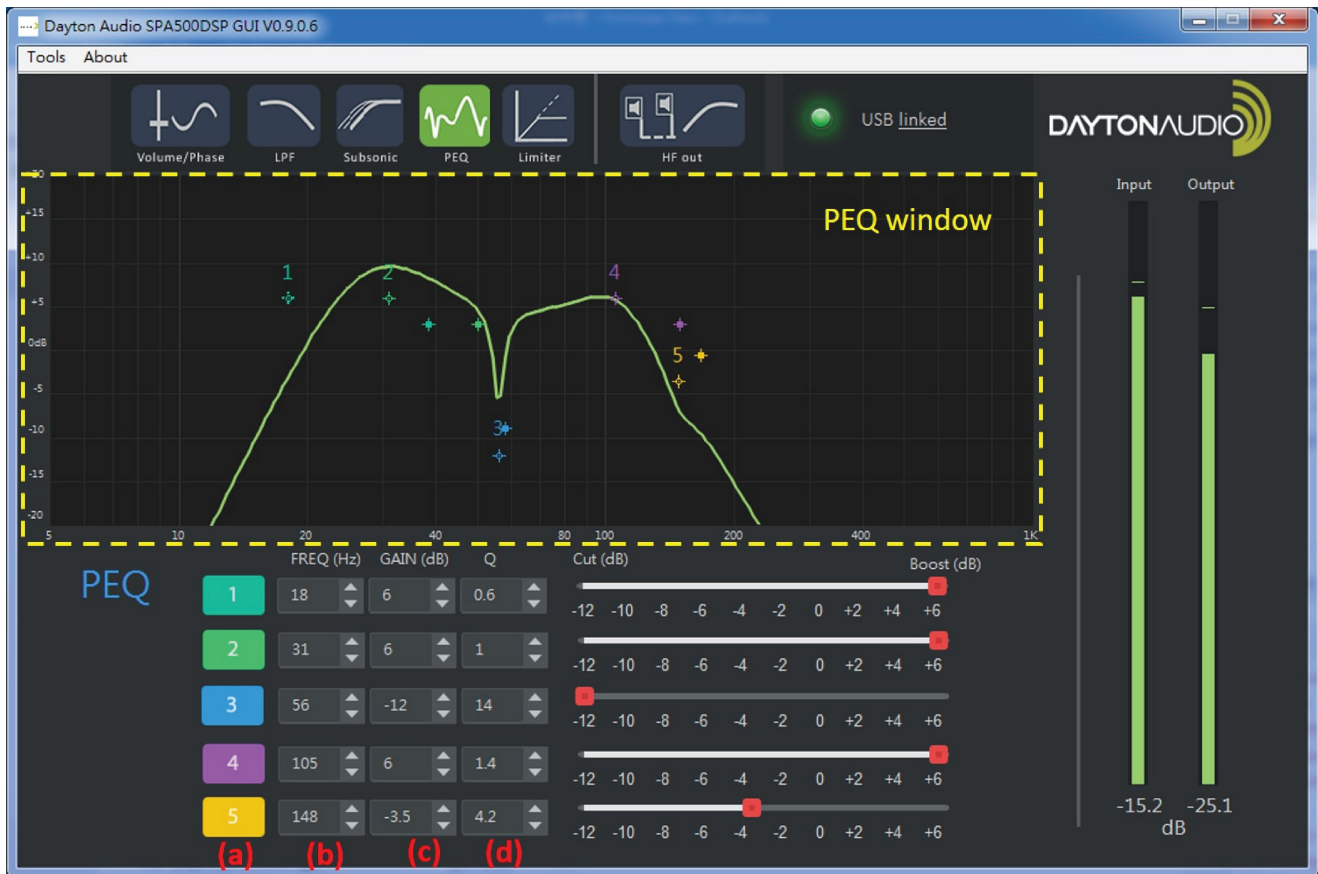 Dayton Audio SPA500DSP GUI V0.9.0.6
Tools About
Volume/Phase LPF Subsonic PEQ Limiter HF out
USB linked
DAYTONAUDIO
PEQ window
Input Output
+15
+10
+5
0dB
-5
-10
-15
-20
1 2 3 4 5
5 10 20 40 80 100 200 400 1K
FREQ (Hz) GAIN (dB) Q Cut (dB) Boost (dB)
PEQ
1 18 6 0.6
-12 -10 -8 -6 -4 -2 0 +2 +4 +6
2 31 6 1
-12 -10 -8 -6 -4 -2 0 +2 +4 +6
3 56 -12 14
-12 -10 -8 -6 -4 -2 0 +2 +4 +6
4 105 6 1.4
-12 -10 -8 -6 -4 -2 0 +2 +4 +6
5 148 -3.5 4.2
-12 -10 -8 -6 -4 -2 0 +2 +4 +6
(a) (b) (c) (d)
-15.2 -25.1
dB